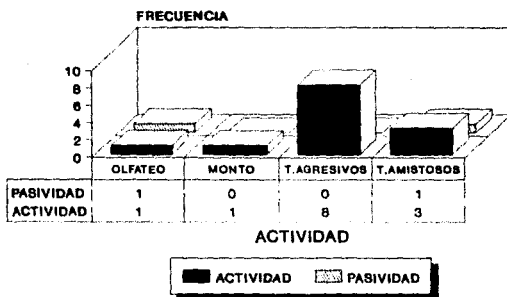 FRECUENCIA
10
8
6
4
2
0
OLFATEO MONTO T.AGRESIVOS T.AMISTOSOS
PASIVIDAD 1 0 0 1
ACTIVIDAD 1 1 8 3
ACTIVIDAD
ACTIVIDAD PASIVIDAD